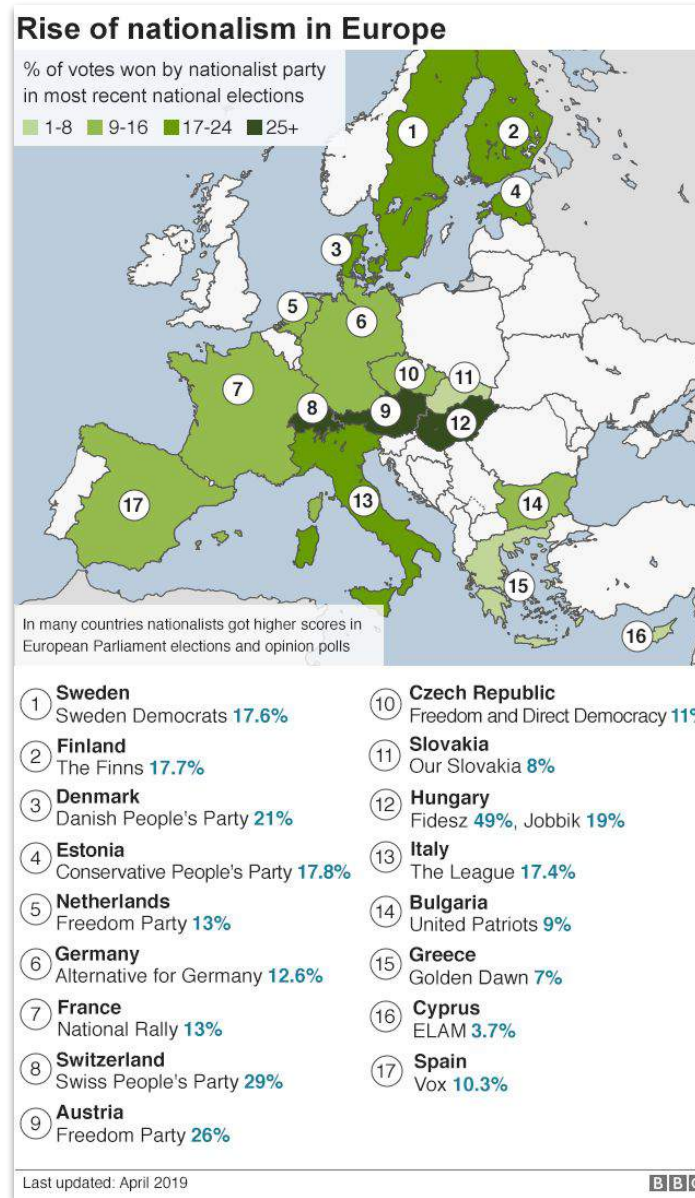 Rise of nationalism in Europe
% of votes won by nationalist party
in most recent national elections
1-8 9-16 17-24 25+
1
2
4
3
5
6
10
11
7
8
9
12
13
17
14
15
16
In many countries nationalists got higher scores in
European Parliament elections and opinion polls
1 Sweden
Sweden Democrats 17.6%
2 Finland
The Finns 17.7%
3 Denmark
Danish People's Party 21%
4 Estonia
Conservative People's Party 17.8%
5 Netherlands
Freedom Party 13%
6 Germany
Alternative for Germany 12.6%
7 France
National Rally 13%
8 Switzerland
Swiss People's Party 29%
9 Austria
Freedom Party 26%
10 Czech Republic
Freedom and Direct Democracy 11%
11 Slovakia
Our Slovakia 8%
12 Hungary
Fidesz 49%, Jobbik 19%
13 Italy
The League 17.4%
14 Bulgaria
United Patriots 9%
15 Greece
Golden Dawn 7%
16 Cyprus
ELAM 3.7%
17 Spain
Vox 10.3%
Last updated: April 2019
BBC